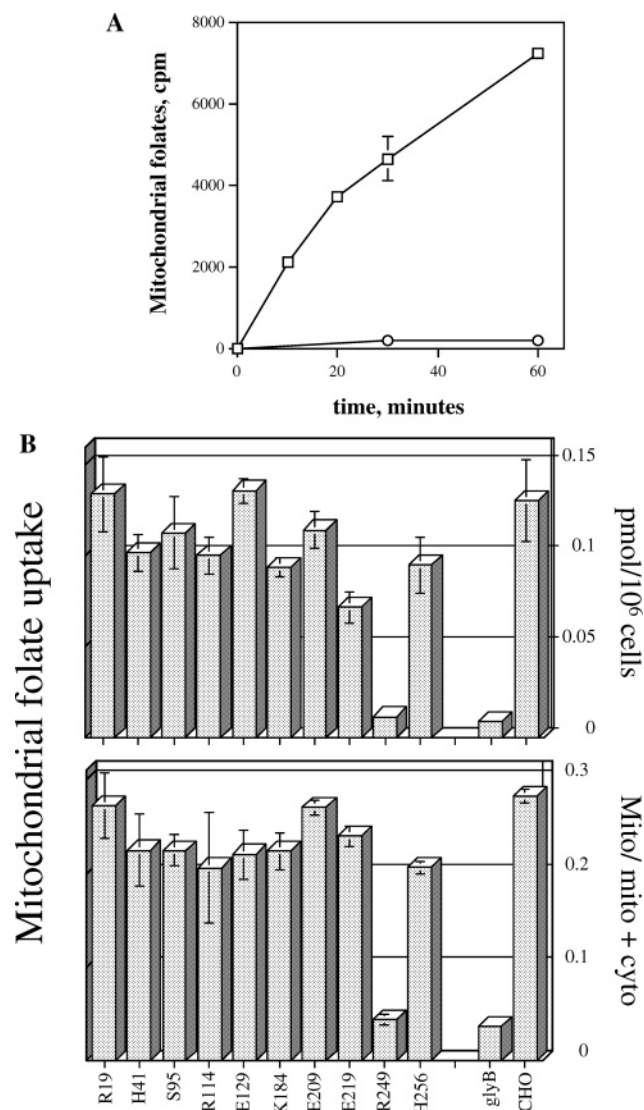 A
Mitochondrial folates, cpm
8000
6000
4000
2000
0
0
20
40
60
time, minutes
B
Mitochondrial folate uptake
0.15
0.1
0.05
0
pmol/10⁶ cells
0.3
0.2
0.1
0
Mito/ mito + cyto
R19
H41
S95
R114
E129
K184
E209
E219
R249
H256
glyB
CHO